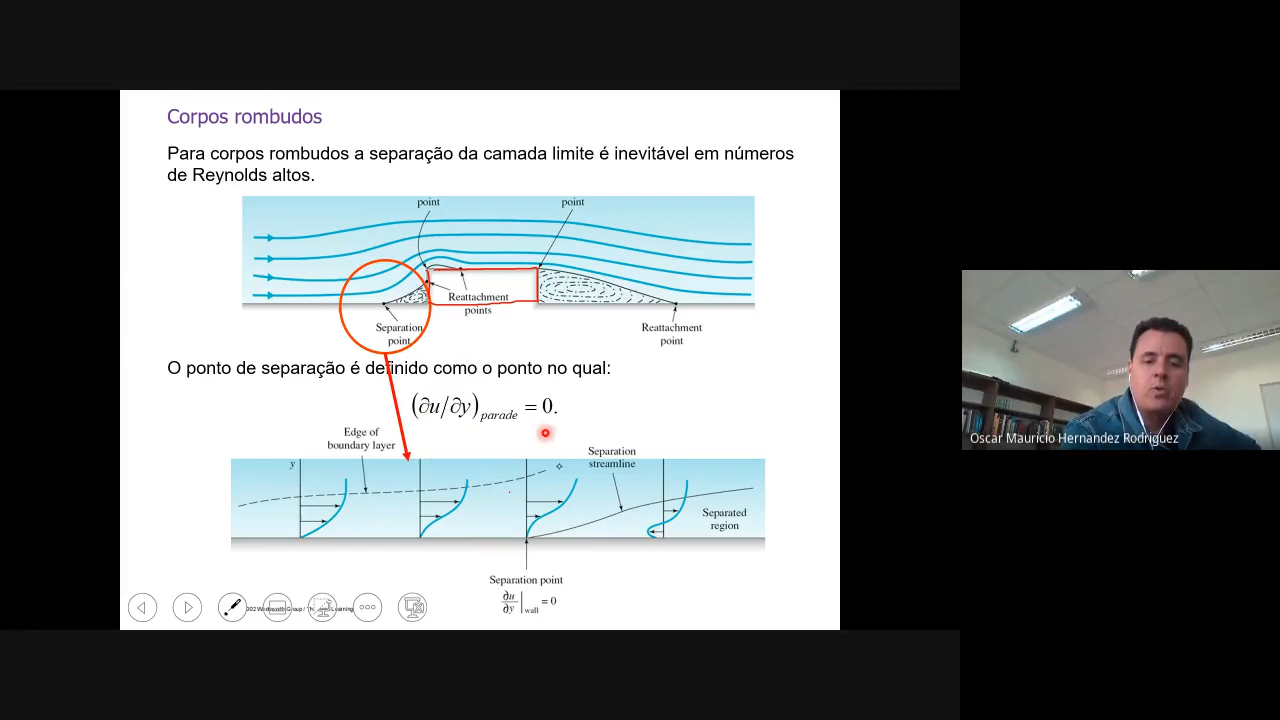 Corpos rombudos
Para corpos rombudos a separação da camada limite é inevitável em números
de Reynolds altos.
point
point
Reattachment
points
Separation
point
Reattachment
point
O ponto de separação é definido como o ponto no qual:
(∂u/∂y)parade = 0.
Edge of
boundary layer
y
Separation
streamline
Separated
region
Separation point
∂u/∂y|wall = 0
Oscar Mauricio Hernandez Rodriguez